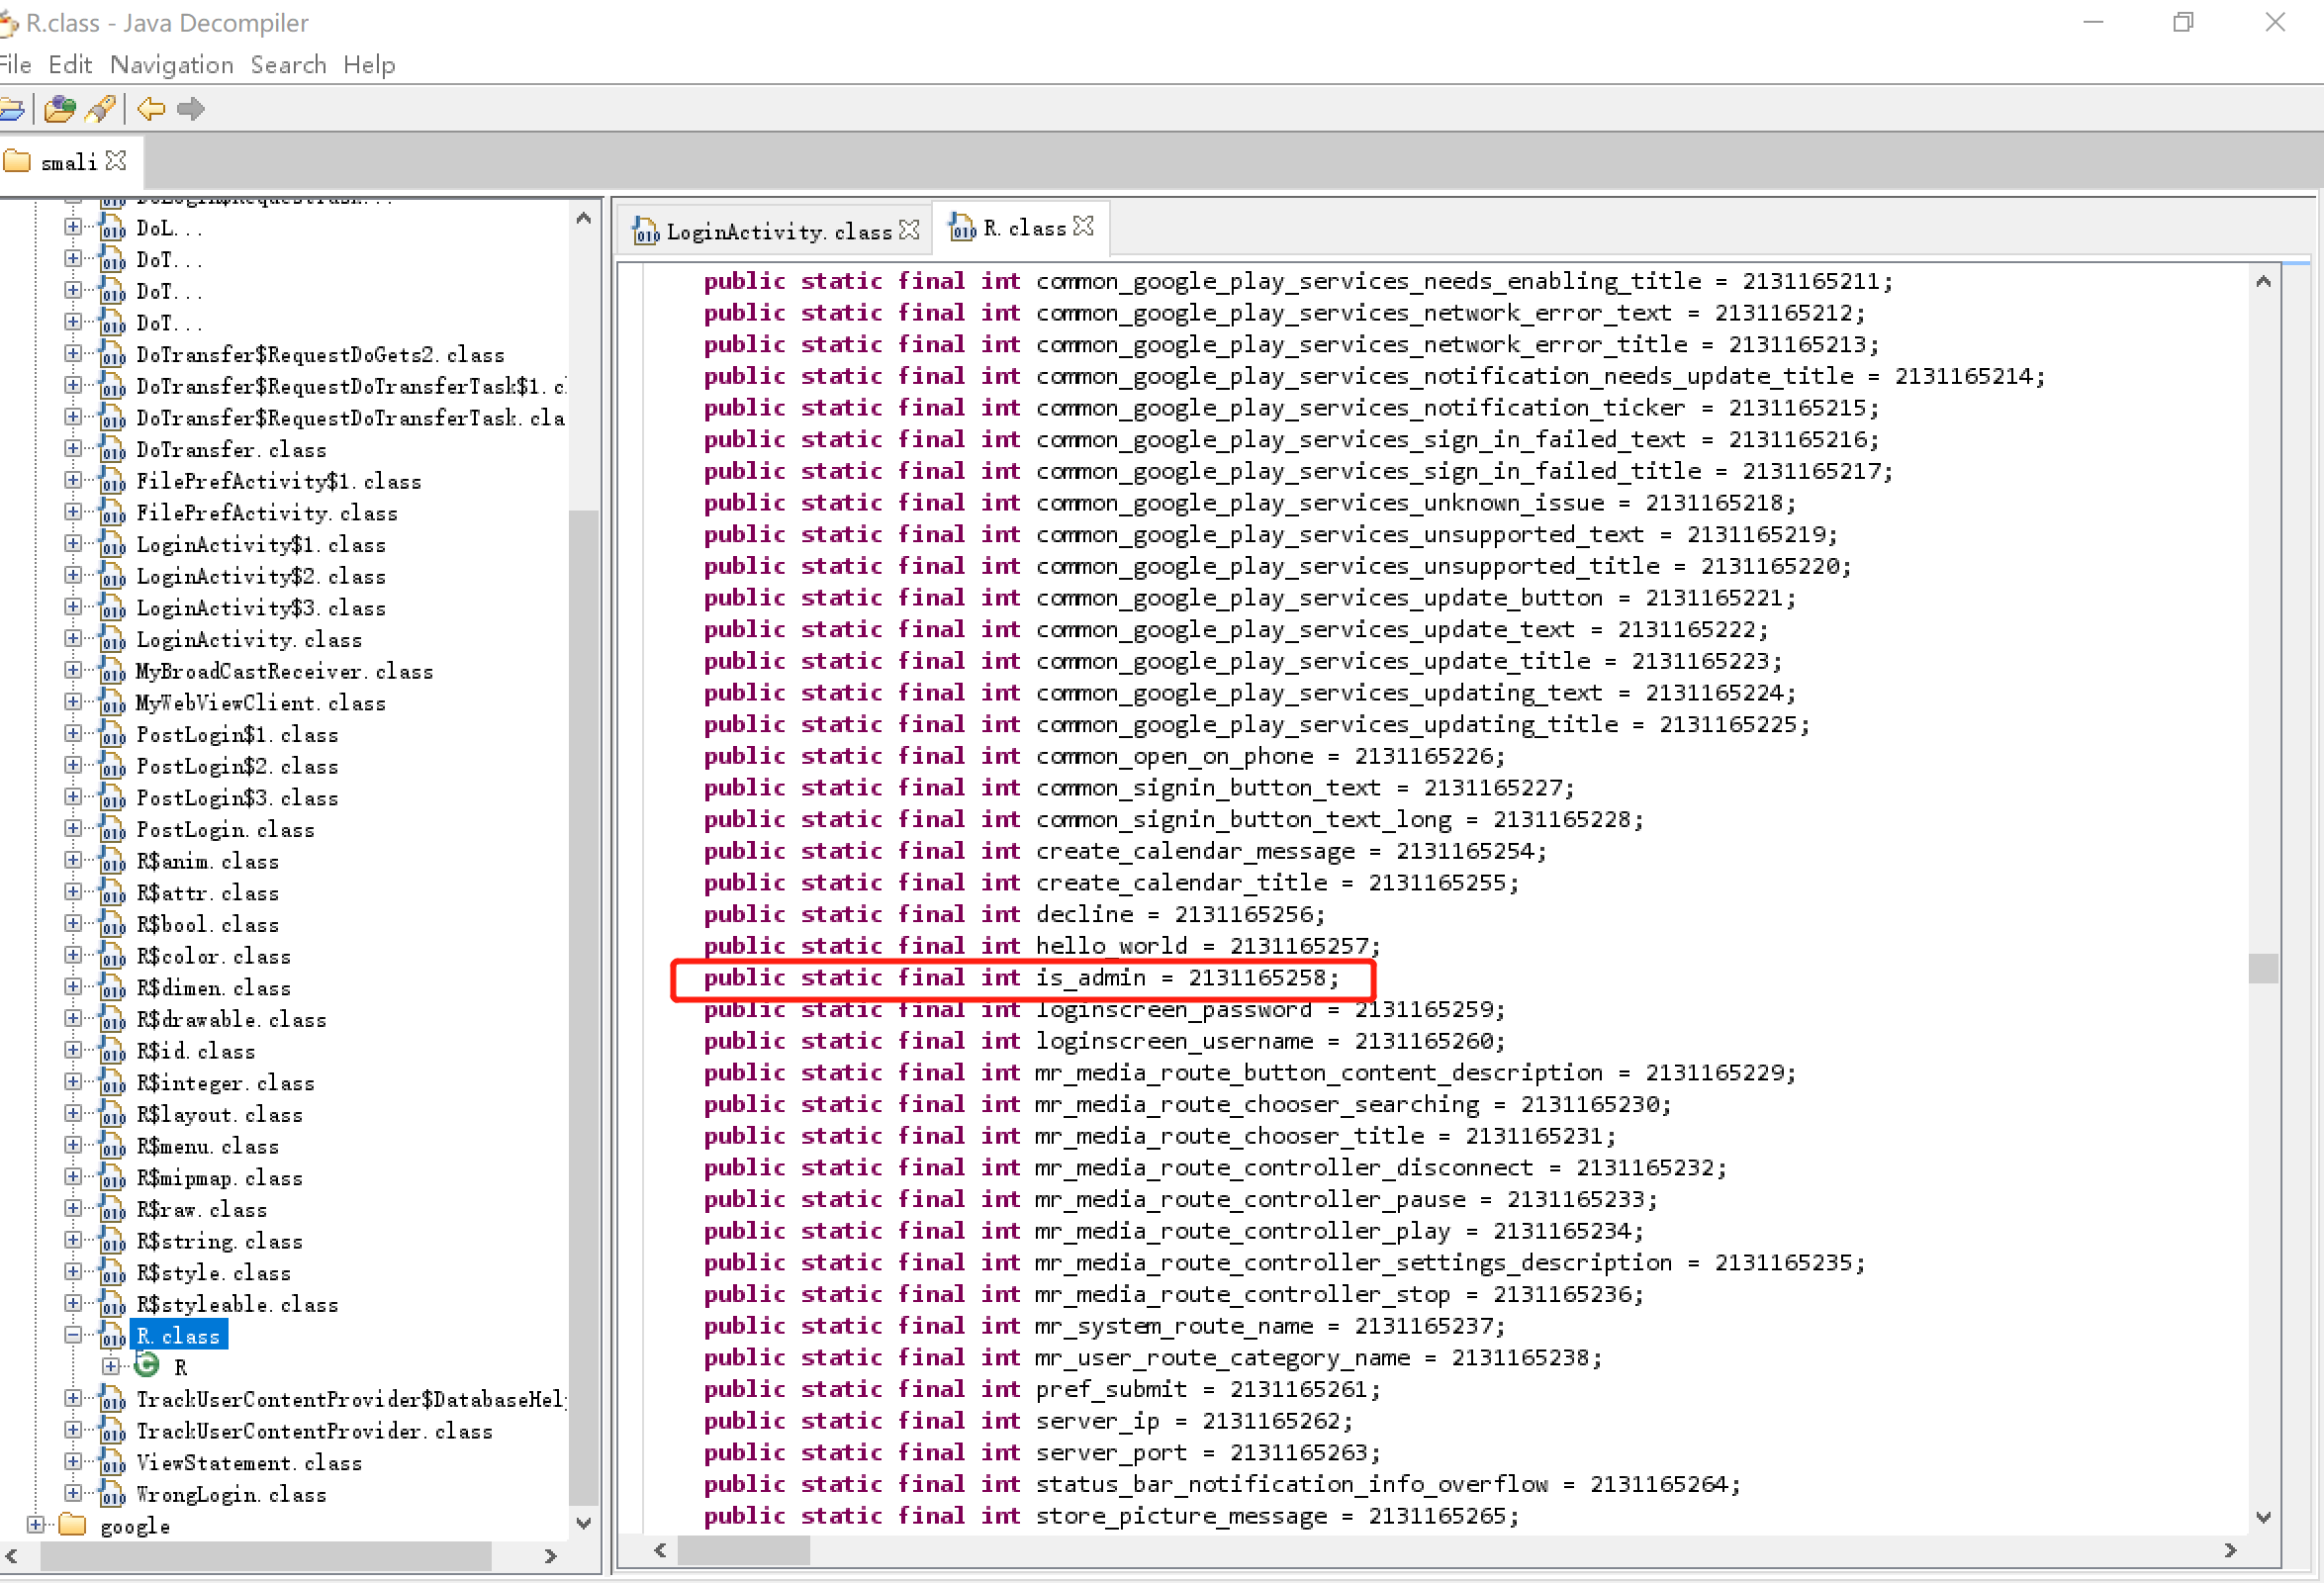 R.class - Java Decompiler
File Edit Navigation Search Help
smali
DoL...
DoT...
DoT...
DoT...
DoTransfer$RequestDoGets2.class
DoTransfer$RequestDoTransferTask$1.c
DoTransfer$RequestDoTransferTask.cla
DoTransfer.class
FilePrefActivity$1.class
FilePrefActivity.class
LoginActivity$1.class
LoginActivity$2.class
LoginActivity$3.class
LoginActivity.class
MyBroadCastReceiver.class
MyWebViewClient.class
PostLogin$1.class
PostLogin$2.class
PostLogin$3.class
PostLogin.class
R$anim.class
R$attr.class
R$bool.class
R$color.class
R$dimen.class
R$drawable.class
R$id.class
R$integer.class
R$layout.class
R$menu.class
R$mipmap.class
R$raw.class
R$string.class
R$style.class
R$styleable.class
R.class
R
TrackUserContentProvider$DatabaseHel
TrackUserContentProvider.class
ViewStatement.class
WrongLogin.class
google
LoginActivity.class R.class
public static final int common_google_play_services_needs_enabling_title = 2131165211;
public static final int common_google_play_services_network_error_text = 2131165212;
public static final int common_google_play_services_network_error_title = 2131165213;
public static final int common_google_play_services_notification_needs_update_title = 2131165214;
public static final int common_google_play_services_notification_ticker = 2131165215;
public static final int common_google_play_services_sign_in_failed_text = 2131165216;
public static final int common_google_play_services_sign_in_failed_title = 2131165217;
public static final int common_google_play_services_unknown_issue = 2131165218;
public static final int common_google_play_services_unsupported_text = 2131165219;
public static final int common_google_play_services_unsupported_title = 2131165220;
public static final int common_google_play_services_update_button = 2131165221;
public static final int common_google_play_services_update_text = 2131165222;
public static final int common_google_play_services_update_title = 2131165223;
public static final int common_google_play_services_updating_text = 2131165224;
public static final int common_google_play_services_updating_title = 2131165225;
public static final int common_open_on_phone = 2131165226;
public static final int common_signin_button_text = 2131165227;
public static final int common_signin_button_text_long = 2131165228;
public static final int create_calendar_message = 2131165254;
public static final int create_calendar_title = 2131165255;
public static final int decline = 2131165256;
public static final int hello_world = 2131165257;
public static final int is_admin = 2131165258;
public static final int loginscreen_password = 2131165259;
public static final int loginscreen_username = 2131165260;
public static final int mr_media_route_button_content_description = 2131165229;
public static final int mr_media_route_chooser_searching = 2131165230;
public static final int mr_media_route_chooser_title = 2131165231;
public static final int mr_media_route_controller_disconnect = 2131165232;
public static final int mr_media_route_controller_pause = 2131165233;
public static final int mr_media_route_controller_play = 2131165234;
public static final int mr_media_route_controller_settings_description = 2131165235;
public static final int mr_media_route_controller_stop = 2131165236;
public static final int mr_system_route_name = 2131165237;
public static final int mr_user_route_category_name = 2131165238;
public static final int pref_submit = 2131165261;
public static final int server_ip = 2131165262;
public static final int server_port = 2131165263;
public static final int status_bar_notification_info_overflow = 2131165264;
public static final int store_picture_message = 2131165265;